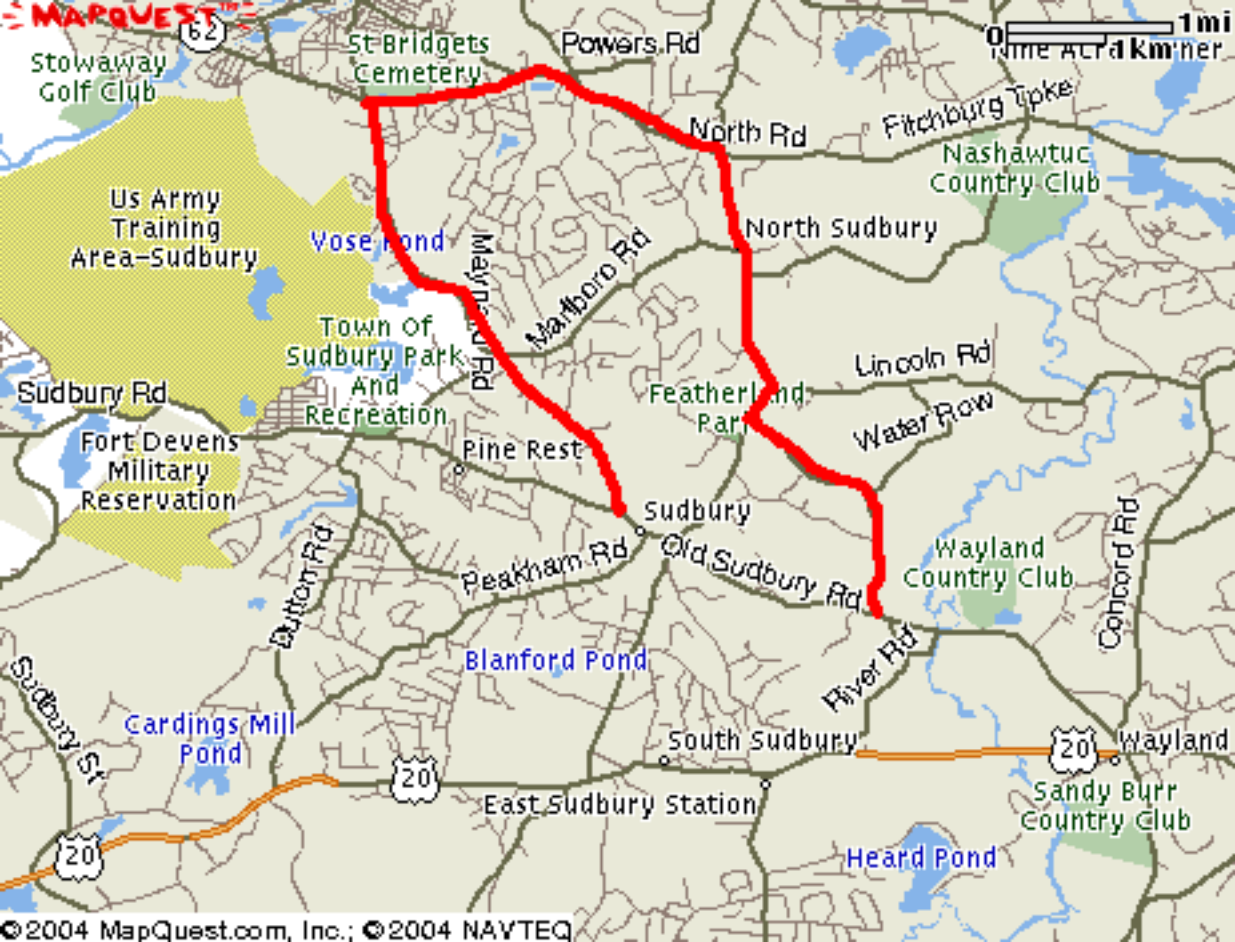 MAPQUEST™
62
St Bridgets
Cemetery
Powers Rd
0
1mi
1km
Stowaway
Golf Club
Fitchburg Tpke
North Rd
Nashawtuc
Country Club
Us Army
Training
Area-Sudbury
Vose Pond
North Sudbury
Maynard Rd
Marlboro Rd
Town Of
Sudbury Park
And
Recreation
Lincoln Rd
Sudbury Rd
Featherland
Park
Water Row
Fort Devens
Military
Reservation
Pine Rest
Sudbury
Concord Rd
Peakham Rd
Old Sudbury Rd
Wayland
Country Club
Dutton Rd
Blanford Pond
River Rd
Sudbury St
Cardings Mill
Pond
South Sudbury
20
Wayland
20
East Sudbury Station
Sandy Burr
Country Club
20
Heard Pond
©2004 MapQuest.com, Inc.; ©2004 NAVTEQ